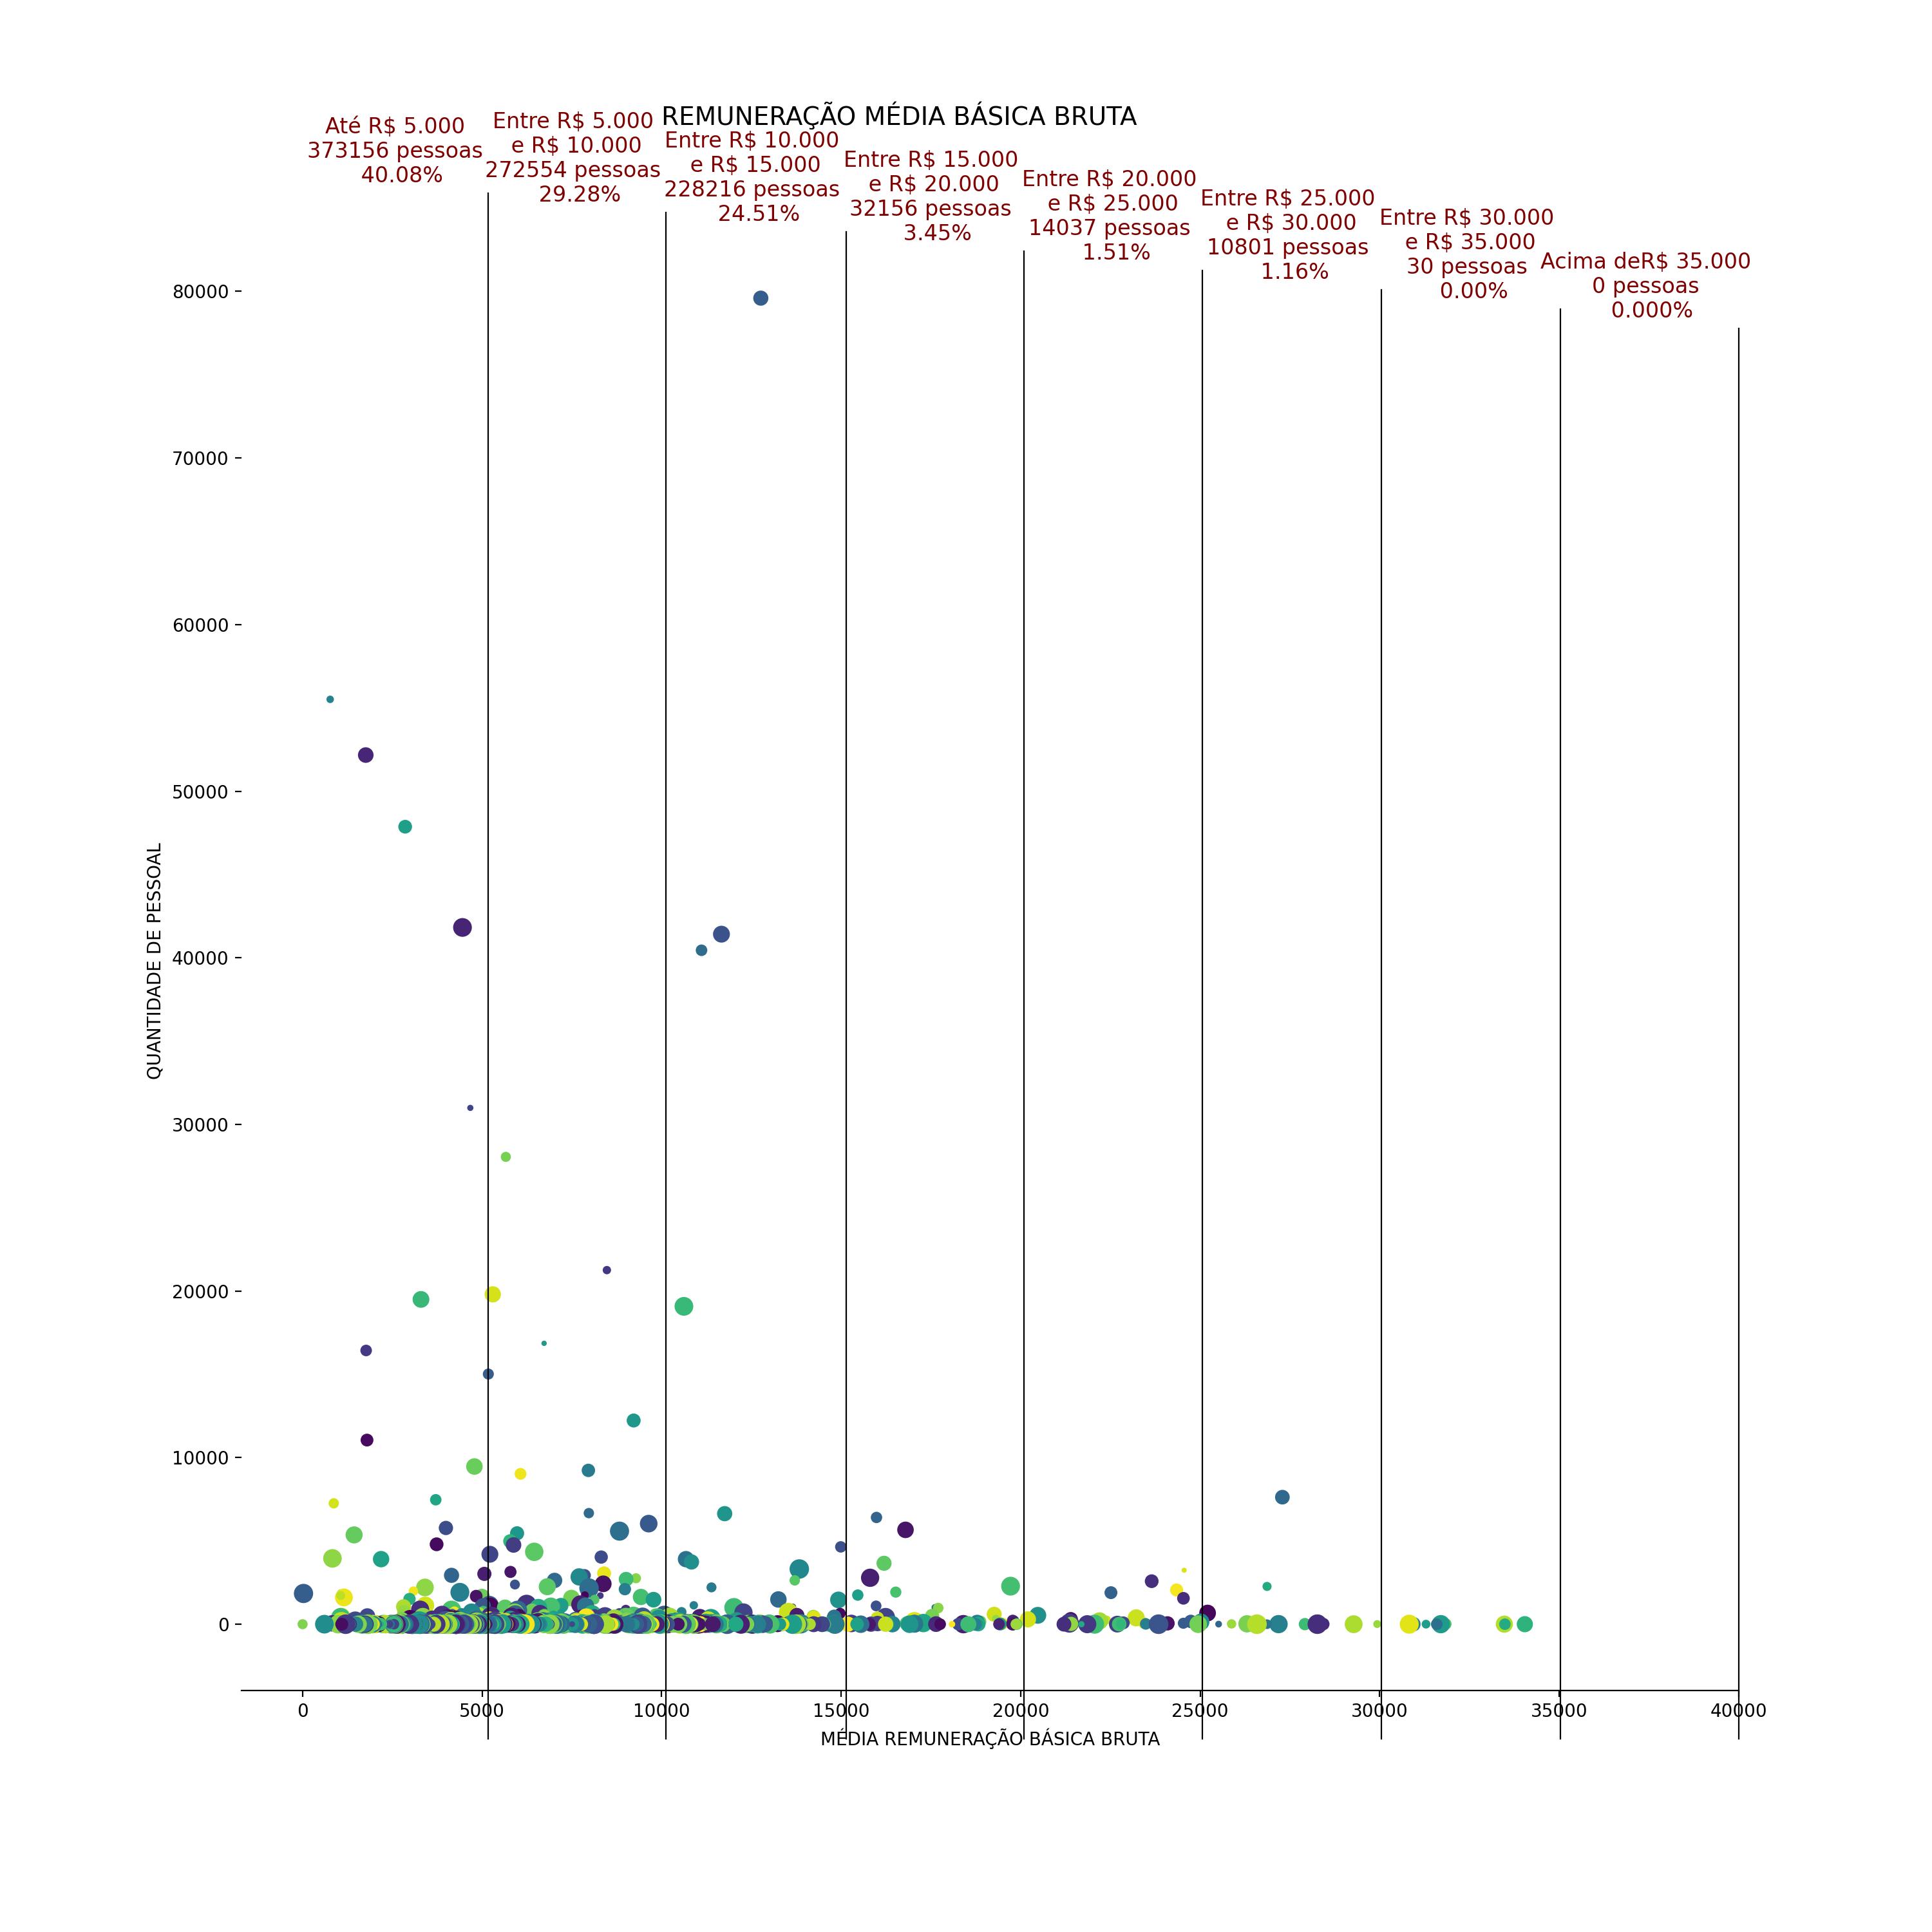 REMUNERAÇÃO MÉDIA BÁSICA BRUTA
Até R$ 5.000
373156 pessoas
40.08%
Entre R$ 5.000
e R$ 10.000
272554 pessoas
29.28%
Entre R$ 10.000
e R$ 15.000
228216 pessoas
24.51%
Entre R$ 15.000
e R$ 20.000
32156 pessoas
3.45%
Entre R$ 20.000
e R$ 25.000
14037 pessoas
1.51%
Entre R$ 25.000
e R$ 30.000
10801 pessoas
1.16%
Entre R$ 30.000
e R$ 35.000
30 pessoas
0.00%
Acima deR$ 35.000
0 pessoas
0.000%
QUANTIDADE DE PESSOAL
80000
70000
60000
50000
40000
30000
20000
10000
0
0 5000 10000 15000 20000 25000 30000 35000 40000
MÉDIA REMUNERAÇÃO BÁSICA BRUTA